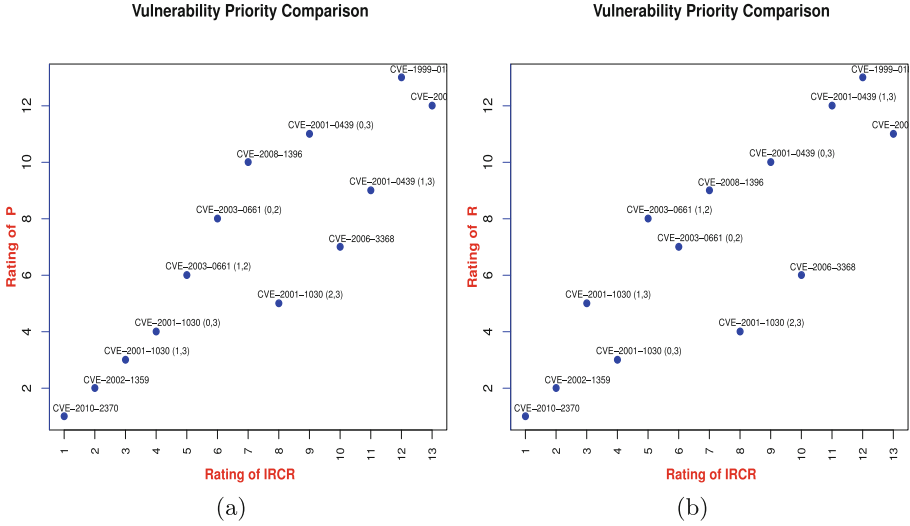 Vulnerability Priority Comparison
Rating of P
2
4
6
8
10
12
CVE–1999–01
CVE–200
CVE–2001–0439 (0,3)
CVE–2008–1396
CVE–2001–0439 (1,3)
CVE–2003–0661 (0,2)
CVE–2006–3368
CVE–2003–0661 (1,2)
CVE–2001–1030 (2,3)
CVE–2001–1030 (0,3)
CVE–2001–1030 (1,3)
CVE–2002–1359
CVE–2010–2370
1 2 3 4 5 6 7 8 9 10 11 12 13
Rating of IRCR
(a)
Vulnerability Priority Comparison
Rating of R
2
4
6
8
10
12
CVE–1999–01
CVE–2001–0439 (1,3)
CVE–200
CVE–2001–0439 (0,3)
CVE–2008–1396
CVE–2003–0661 (1,2)
CVE–2003–0661 (0,2)
CVE–2006–3368
CVE–2001–1030 (1,3)
CVE–2001–1030 (2,3)
CVE–2001–1030 (0,3)
CVE–2002–1359
CVE–2010–2370
1 2 3 4 5 6 7 8 9 10 11 12 13
Rating of IRCR
(b)